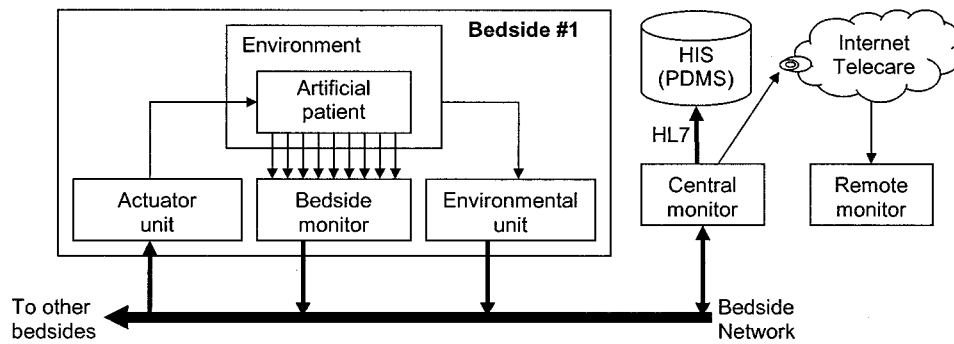 Bedside #1
Environment
Artificial
patient
Actuator
unit
Bedside
monitor
Environmental
unit
HIS
(PDMS)
HL7
Internet
Telecare
Central
monitor
Remote
monitor
To other
bedsides
Bedside
Network